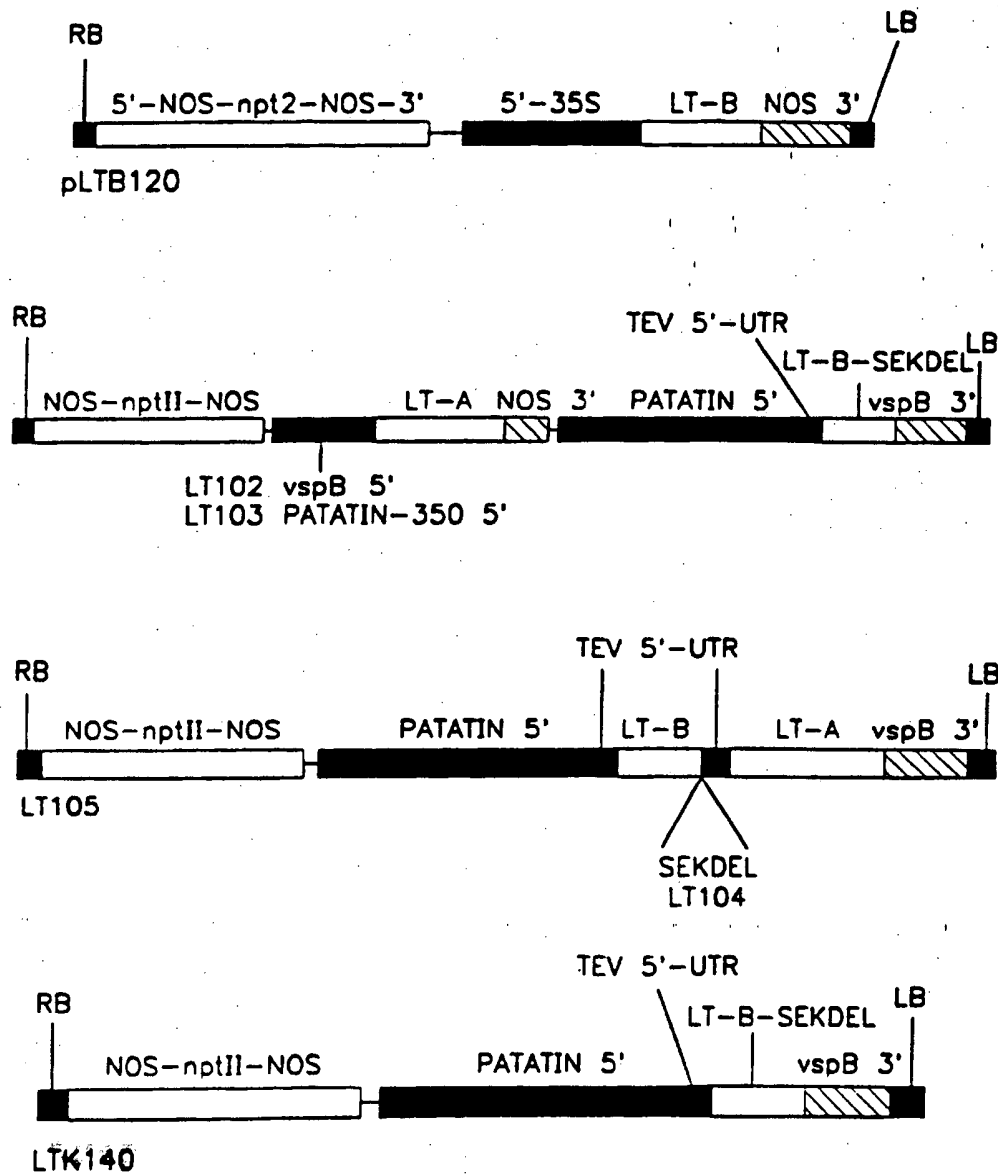 RB LB
5'-NOS-npt2-NOS-3' 5'-35S LT-B NOS 3'
pLTB120
RB TEV 5'-UTR LB
LT-B-SEKDEL
NOS-nptII-NOS LT-A NOS 3' PATATIN 5' vspB 3'
LT102 vspB 5'
LT103 PATATIN-350 5'
RB TEV 5'-UTR LB
NOS-nptII-NOS PATATIN 5' LT-B LT-A vspB 3'
LT105
SEKDEL
LT104
TEV 5'-UTR
RB LT-B-SEKDEL LB
NOS-nptII-NOS PATATIN 5' vspB 3'
LTK140